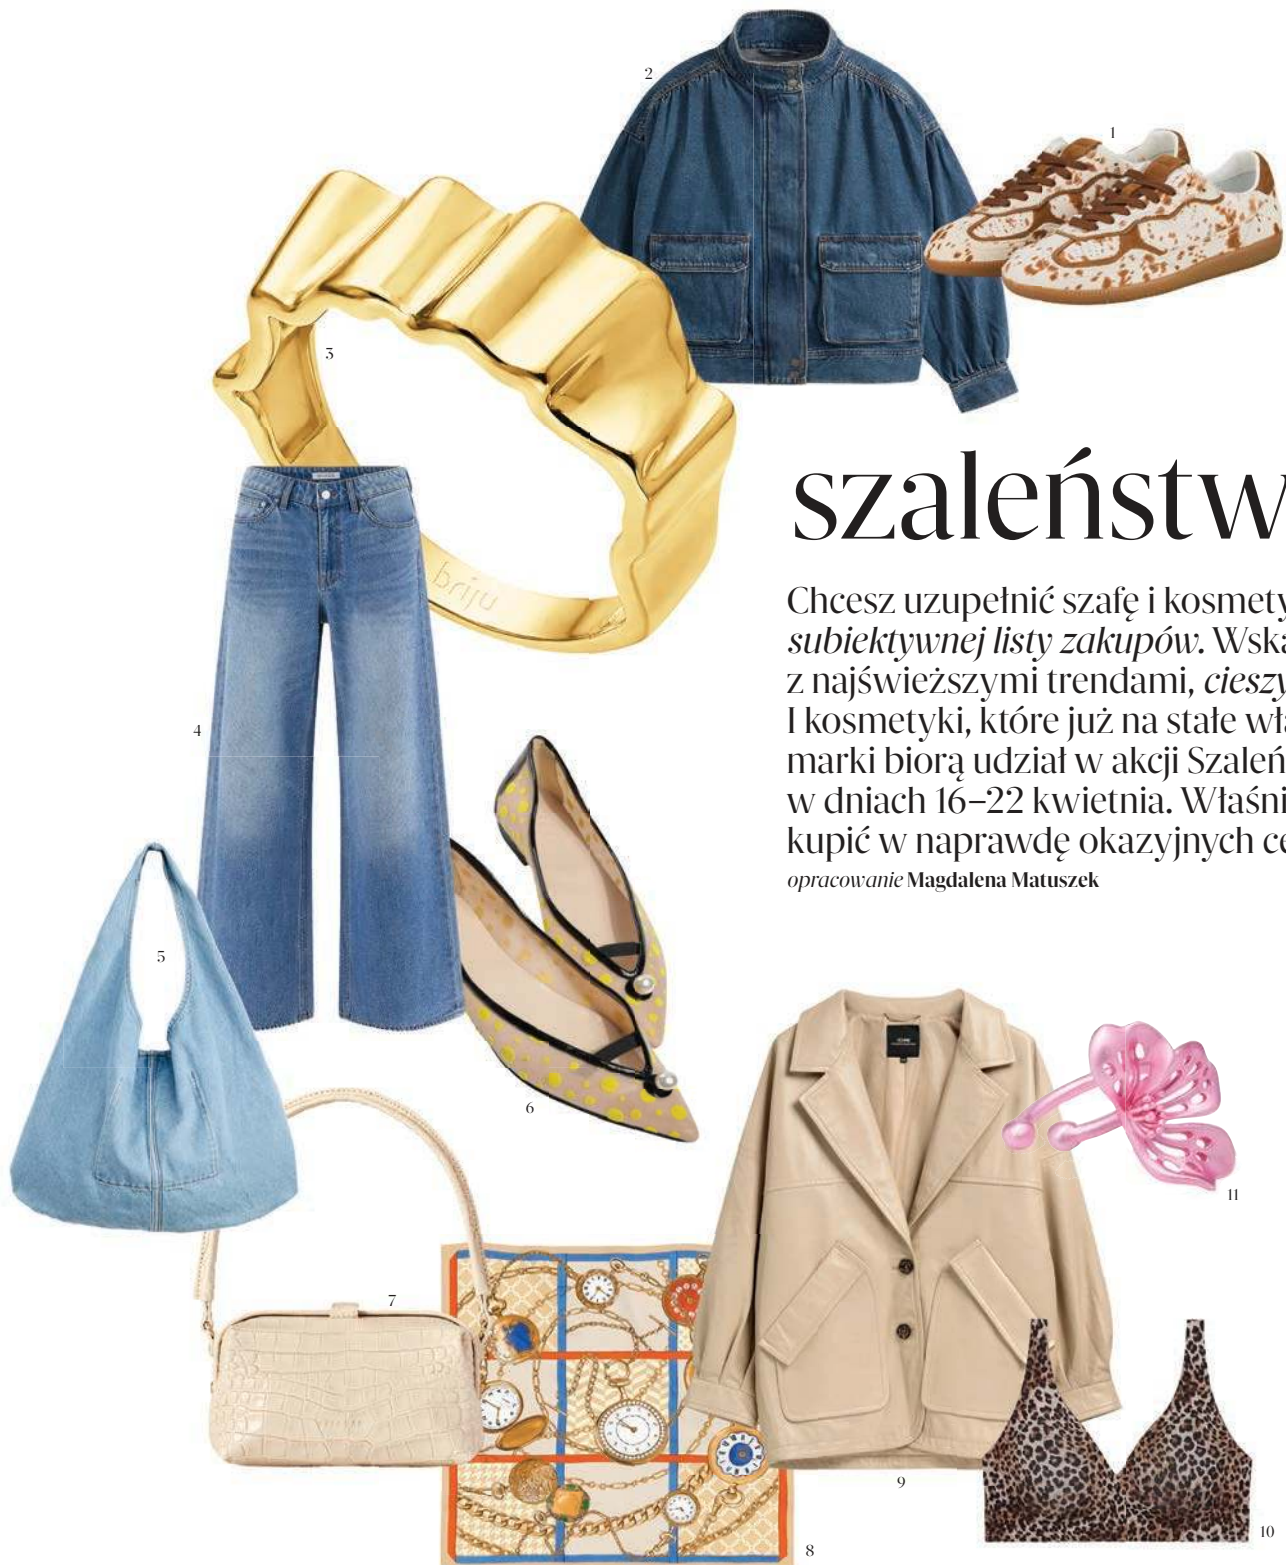 2
1
3
szaleństw
Chcesz uzupełnić szafę i kosmety
subiektywnej listy zakupów. Wska
z najświeższymi trendami, cieszy
I kosmetyki, które już na stałe wła
marki biorą udział w akcji Szaleń
w dniach 16–22 kwietnia. Właśni
kupić w naprawdę okazyjnych ce
opracowanie Magdalena Matuszek
briju
4
5
6
11
7
9
10
8